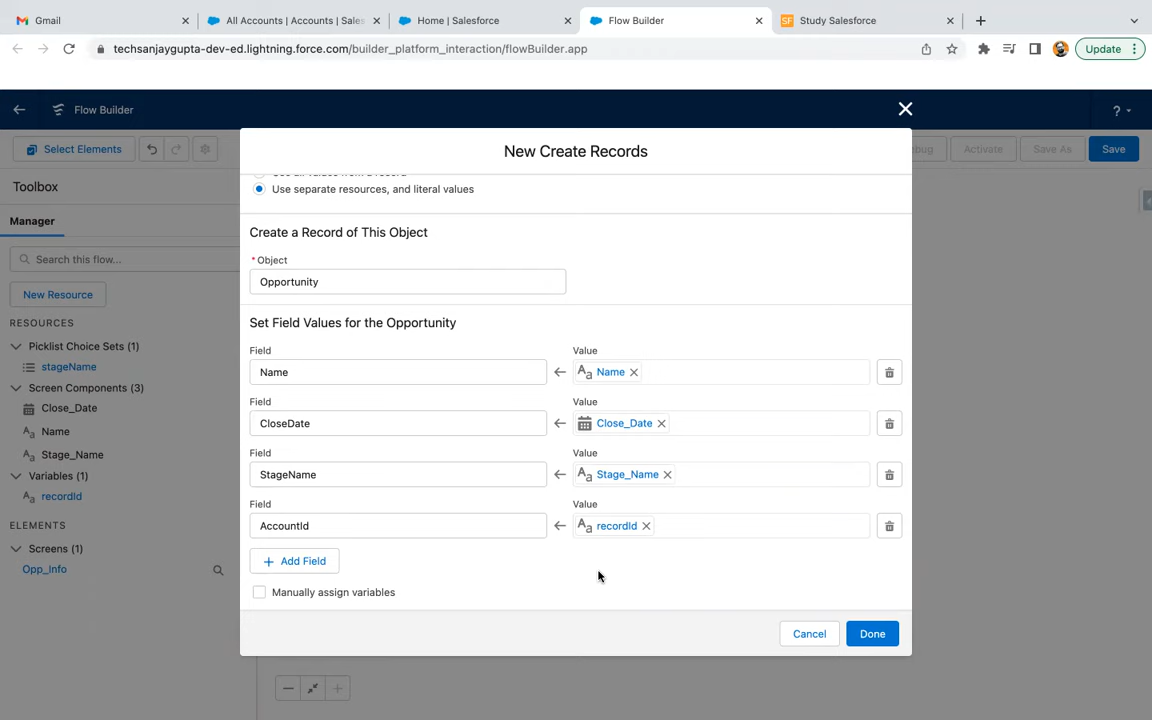 Gmail
All Accounts | Accounts | Sales
Home | Salesforce
Flow Builder
SF Study Salesforce
techsanjaygupta-dev-ed.lightning.force.com/builder_platform_interaction/flowBuilder.app
Update
Flow Builder
?
Select Elements
Activate
Save As
Save
Toolbox
Manager
Search this flow...
New Resource
RESOURCES
Picklist Choice Sets (1)
stageName
Screen Components (3)
Close_Date
Name
Stage_Name
Variables (1)
recordId
ELEMENTS
Screens (1)
Opp_Info
New Create Records
Use separate resources, and literal values
Create a Record of This Object
* Object
Opportunity
Set Field Values for the Opportunity
Field Value
Name Aa Name
Field Value
CloseDate Close_Date
Field Value
StageName Aa Stage_Name
Field Value
AccountId Aa recordId
Add Field
Manually assign variables
Cancel
Done